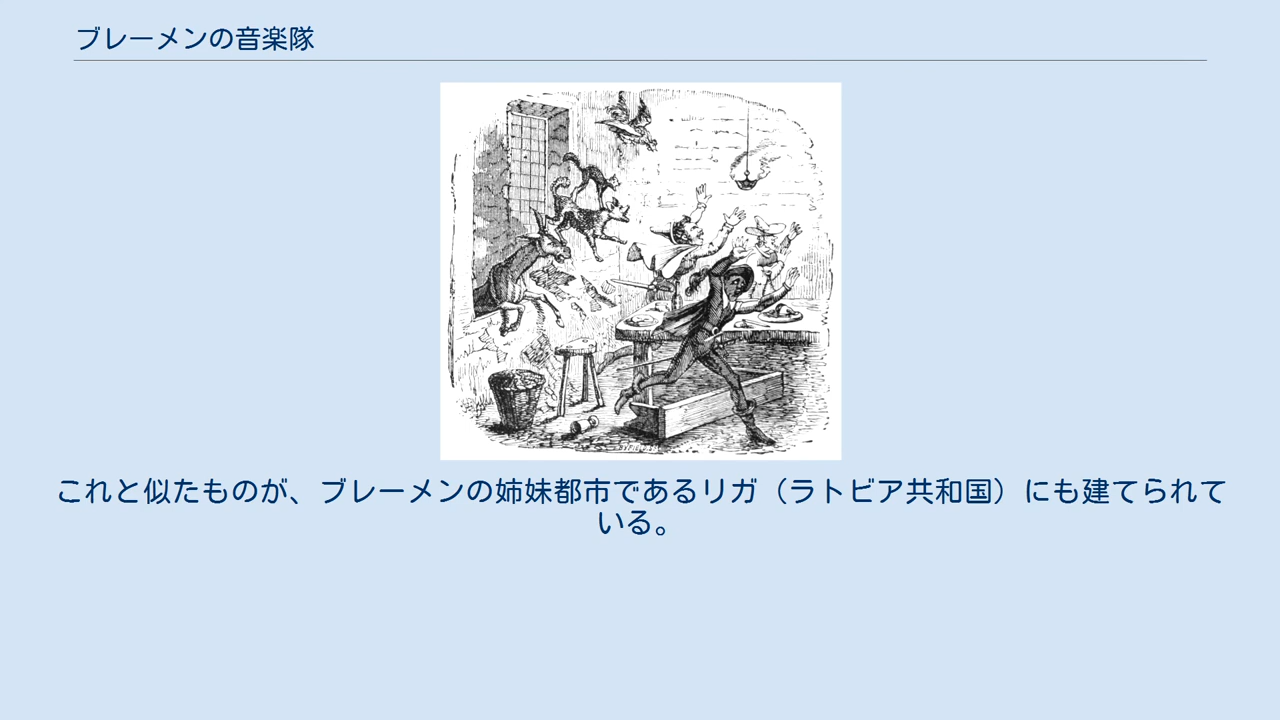 ブレーメンの音楽隊
これと似たものが、ブレーメンの姉妹都市であるリガ（ラトビア共和国）にも建てられて
いる。